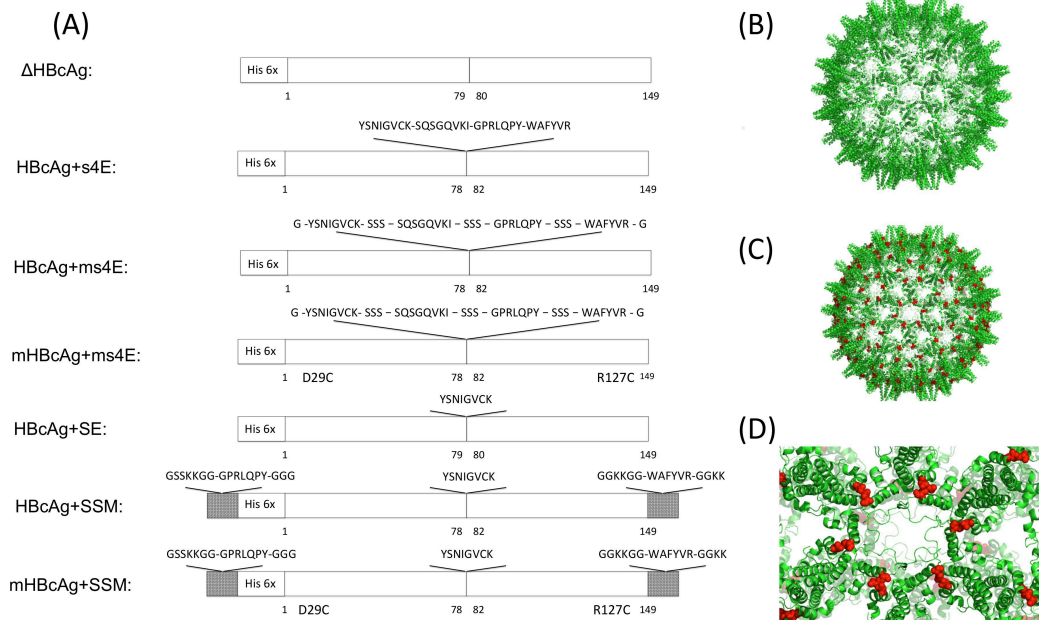 (A)
ΔHBcAg:
His 6x
1 79 80 149
YSNIGVCK-SQSGQVKI-GPRLQPY-WAFYVR
HBcAg+s4E:
His 6x
1 78 82 149
G -YSNIGVCK- SSS – SQSGQVKI – SSS – GPRLQPY – SSS – WAFYVR - G
HBcAg+ms4E:
His 6x
1 78 82 149
G -YSNIGVCK- SSS – SQSGQVKI – SSS – GPRLQPY – SSS – WAFYVR - G
mHBcAg+ms4E:
His 6x
1 D29C 78 82 R127C 149
YSNIGVCK
HBcAg+SE:
His 6x
1 79 80 149
GSSKKGG-GPRLQPY-GGG YSNIGVCK GGKKGG-WAFYVR-GGKK
HBcAg+SSM:
His 6x
1 78 82 149
GSSKKGG-GPRLQPY-GGG YSNIGVCK GGKKGG-WAFYVR-GGKK
mHBcAg+SSM:
His 6x
1 D29C 78 82 R127C 149
(B)
(C)
(D)